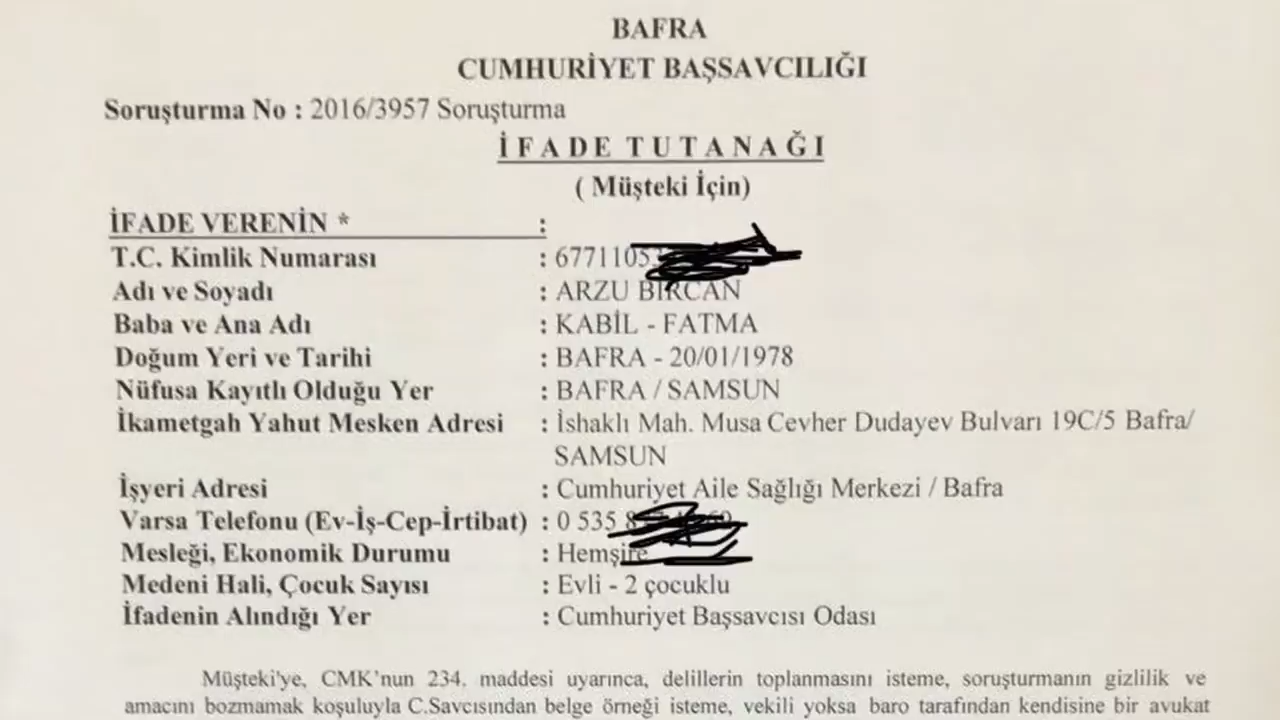 BAFRA
CUMHURİYET BAŞSAVCILIĞI
Soruşturma No : 2016/3957 Soruşturma
İFADE TUTANAĞI
( Müşteki İçin)
İFADE VERENİN * :
T.C. Kimlik Numarası : 6771105
Adı ve Soyadı : ARZU BİRCAN
Baba ve Ana Adı : KABİL - FATMA
Doğum Yeri ve Tarihi : BAFRA - 20/01/1978
Nüfusa Kayıtlı Olduğu Yer : BAFRA / SAMSUN
İkametgah Yahut Mesken Adresi : İshaklı Mah. Musa Cevher Dudayev Bulvarı 19C/5 Bafra/
SAMSUN
İşyeri Adresi : Cumhuriyet Aile Sağlığı Merkezi / Bafra
Varsa Telefonu (Ev-İş-Cep-İrtibat) : 0 535
Mesleği, Ekonomik Durumu : Hemşire
Medeni Hali, Çocuk Sayısı : Evli - 2 çocuklu
İfadenin Alındığı Yer : Cumhuriyet Başsavcısı Odası
Müşteki'ye, CMK'nun 234. maddesi uyarınca, delillerin toplanmasını isteme, soruşturmanın gizlilik ve
amacını bozmamak koşuluyla C.Savcısından belge örneği isteme, vekili yoksa baro tarafından kendisine bir avukat